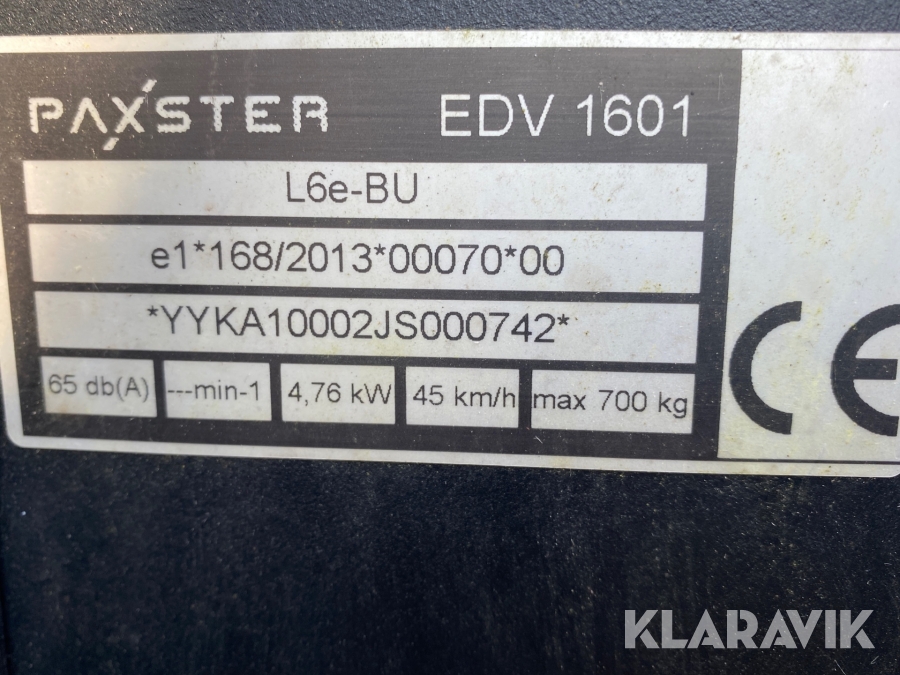 PAXSTER EDV 1601
L6e-BU
e1*168/2013*00070*00
*YYKA10002JS000742*
65 db(A) ---min-1 4,76 kW 45 km/h max 700 kg
CE
KLARAVIK